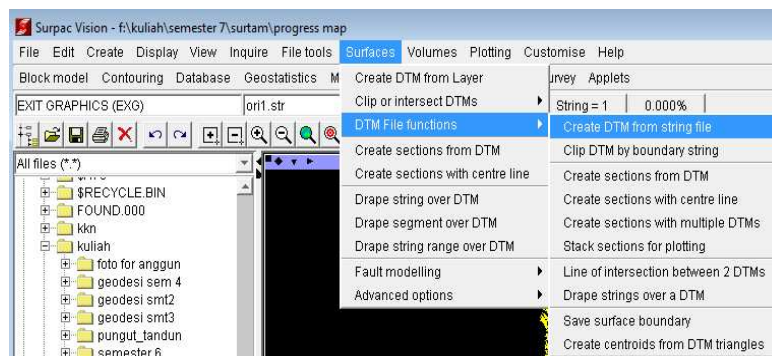 Surpac Vision - f:\kuliah\semester 7\surtam\progress map
File Edit Create Display View Inquire File tools Surfaces Volumes Plotting Customise Help
Block model Contouring Database Geostatistics M urvey Applets
EXIT GRAPHICS (EXG) ori1.str String = 1 0.000%
All files (*.*)
$RECYCLE.BIN
FOUND.000
kkn
kuliah
foto for anggun
geodesi sem 4
geodesi smt2
geodesi smt3
pungut_tandun
semester 6
Create DTM from Layer
Clip or intersect DTMs
DTM File functions
Create sections from DTM
Create sections with centre line
Drape string over DTM
Drape segment over DTM
Drape string range over DTM
Fault modelling
Advanced options
Create DTM from string file
Clip DTM by boundary string
Create sections from DTM
Create sections with centre line
Create sections with multiple DTMs
Stack sections for plotting
Line of intersection between 2 DTMs
Drape strings over a DTM
Save surface boundary
Create centroids from DTM triangles